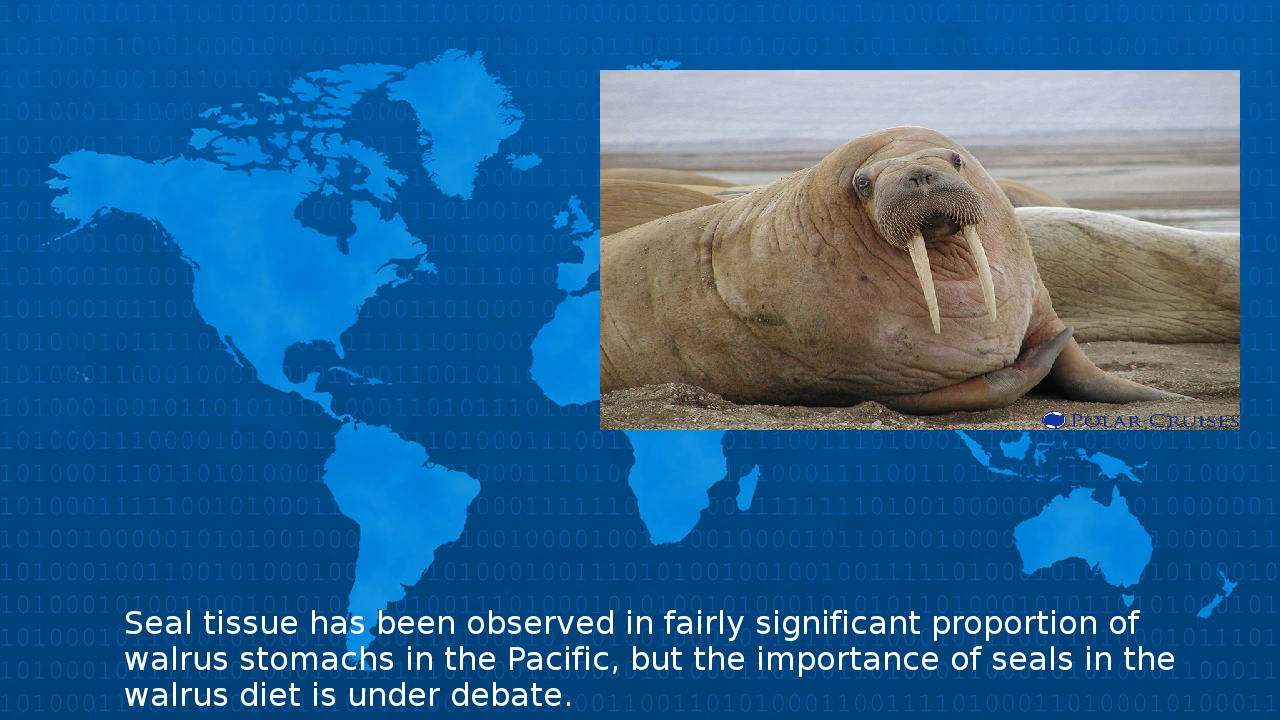 POLAR CRUISES
Seal tissue has been observed in fairly significant proportion of
walrus stomachs in the Pacific, but the importance of seals in the
walrus diet is under debate.